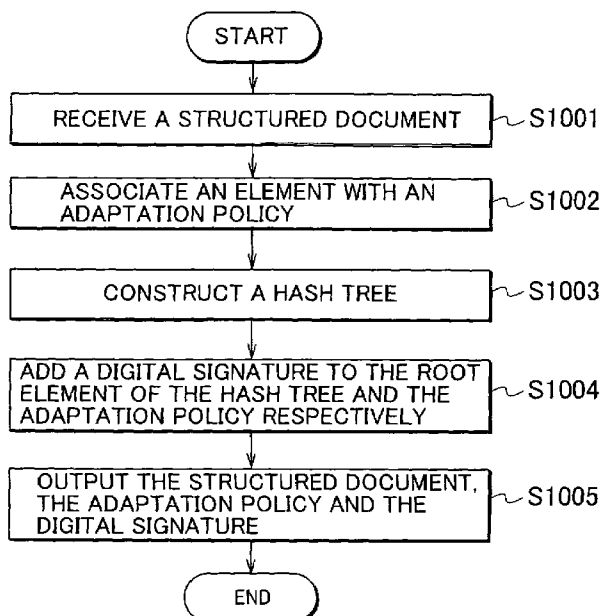 START
RECEIVE A STRUCTURED DOCUMENT
S1001
ASSOCIATE AN ELEMENT WITH AN
ADAPTATION POLICY
S1002
CONSTRUCT A HASH TREE
S1003
ADD A DIGITAL SIGNATURE TO THE ROOT
ELEMENT OF THE HASH TREE AND THE
ADAPTATION POLICY RESPECTIVELY
S1004
OUTPUT THE STRUCTURED DOCUMENT,
THE ADAPTATION POLICY AND THE
DIGITAL SIGNATURE
S1005
END